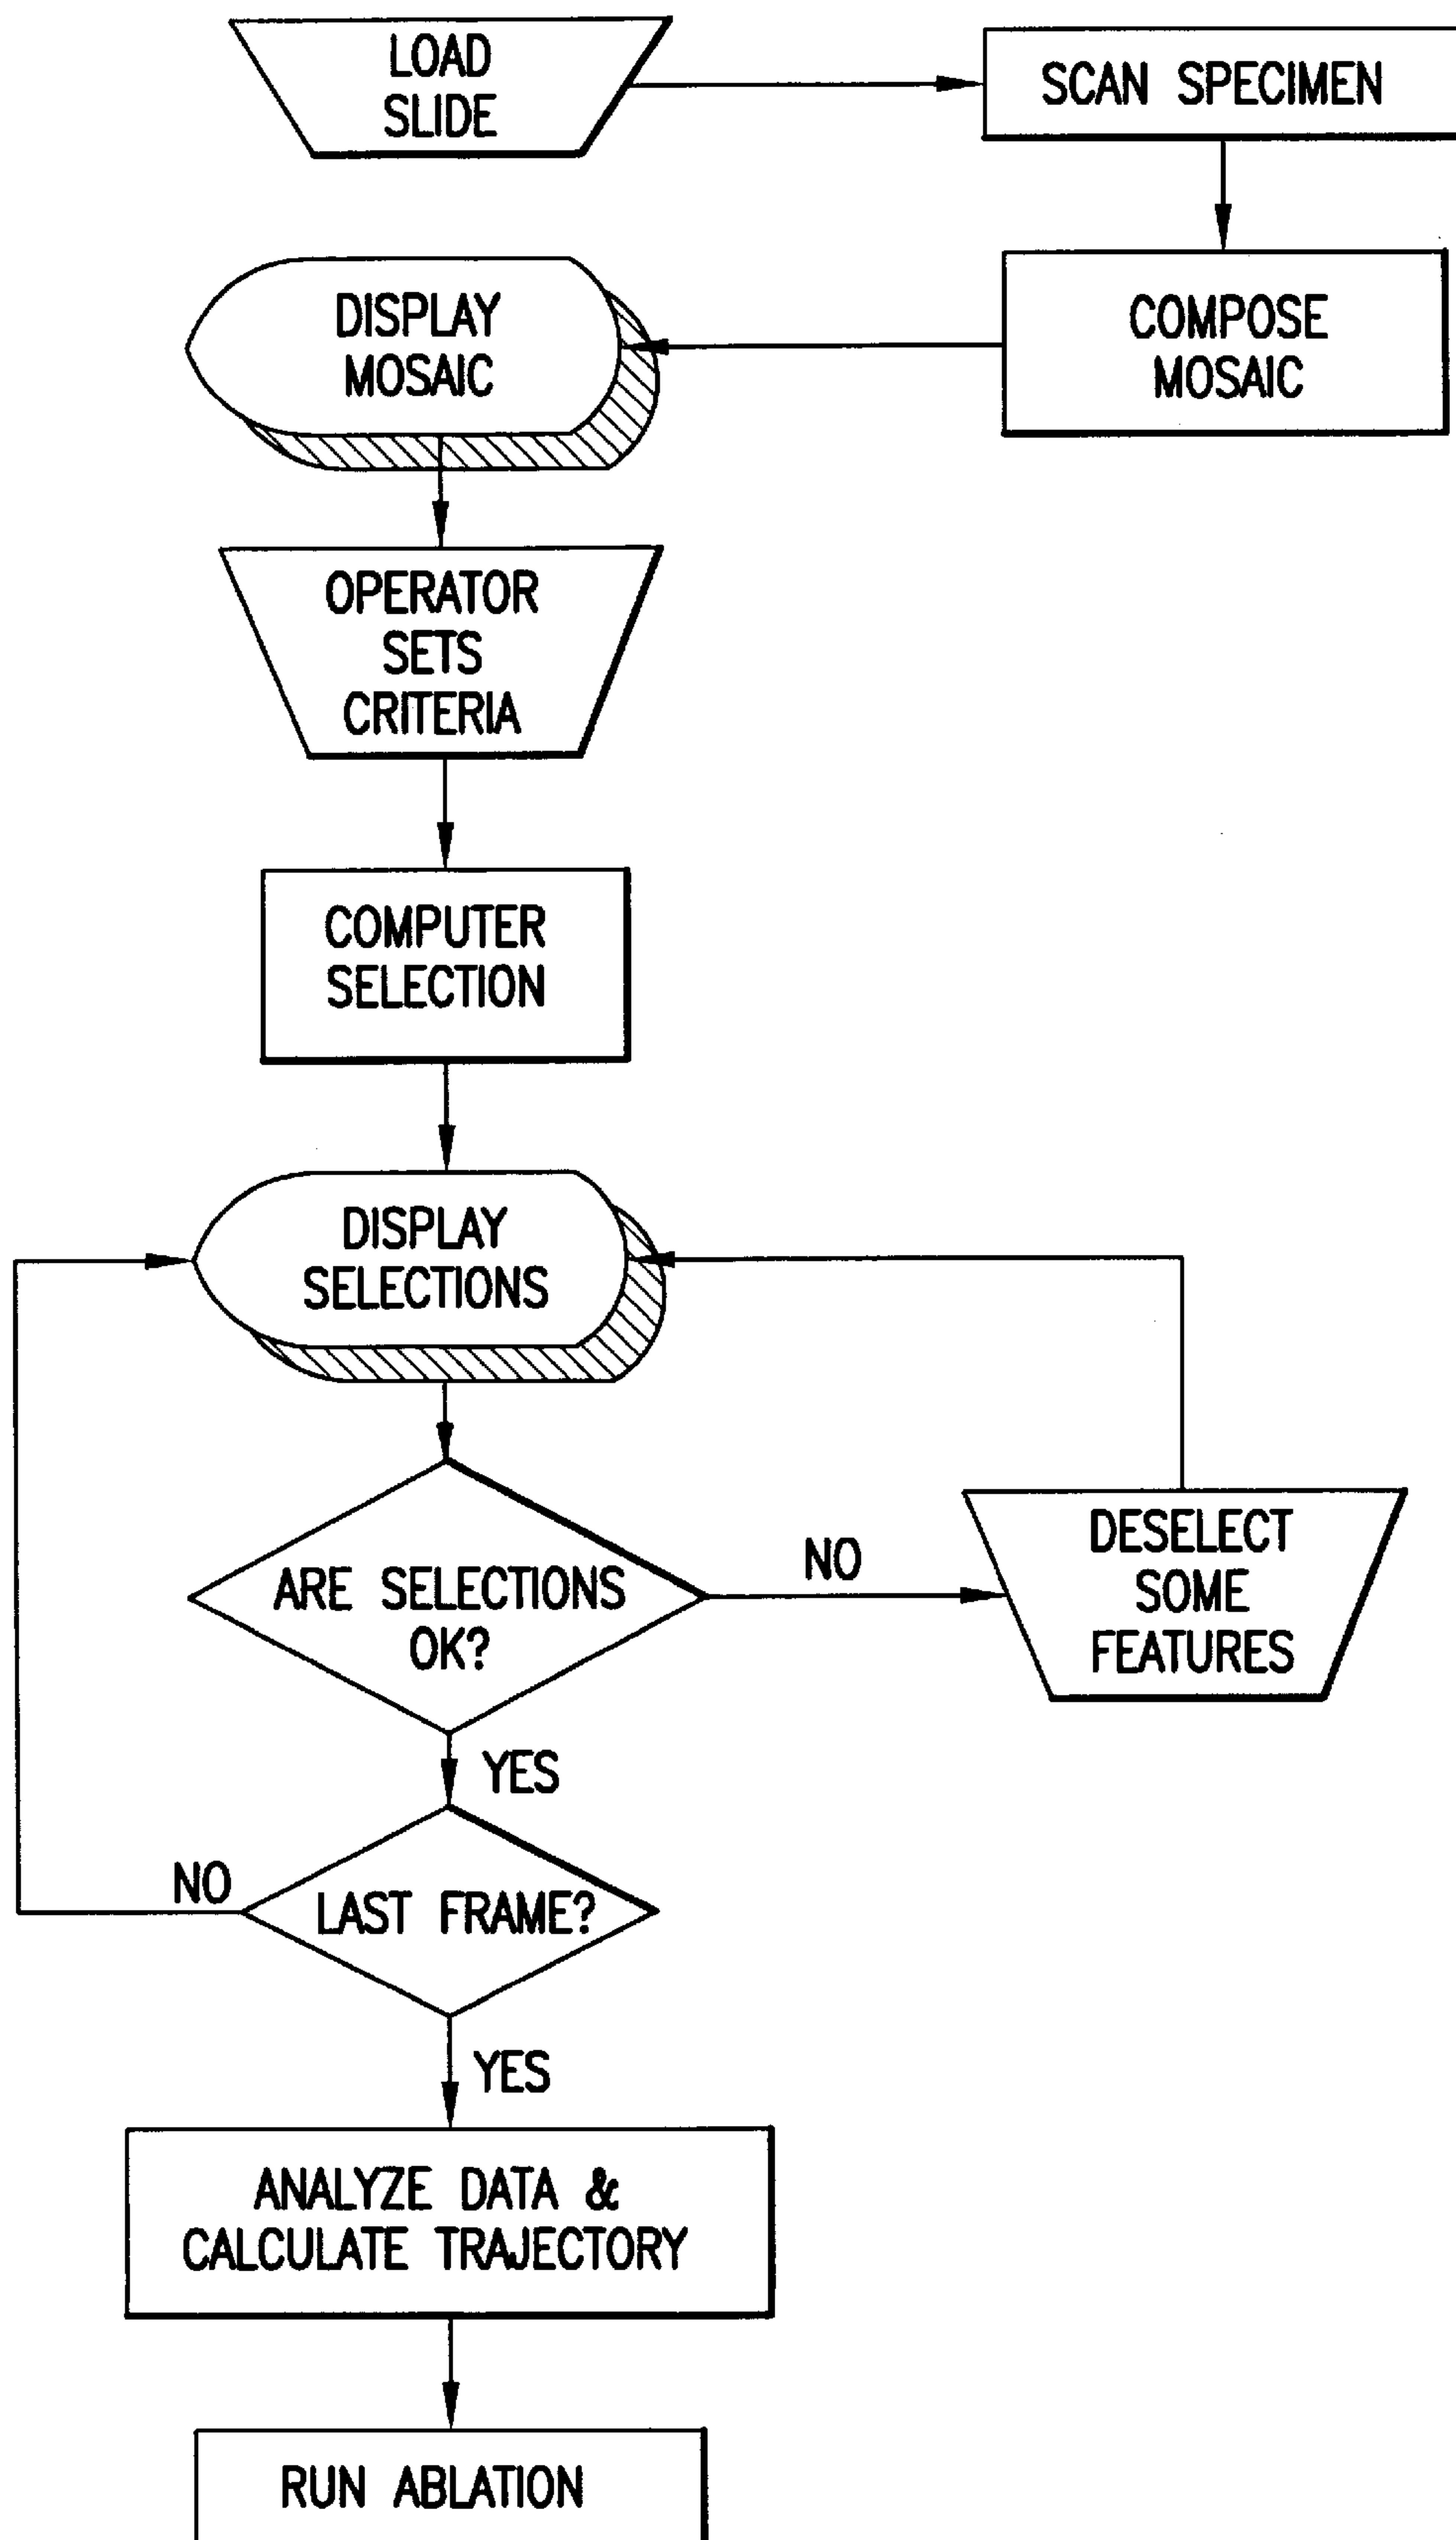 LOAD
SLIDE
SCAN SPECIMEN
COMPOSE
MOSAIC
DISPLAY
MOSAIC
OPERATOR
SETS
CRITERIA
COMPUTER
SELECTION
DISPLAY
SELECTIONS
ARE SELECTIONS
OK?
NO
DESELECT
SOME
FEATURES
YES
LAST FRAME?
NO
YES
ANALYZE DATA &
CALCULATE TRAJECTORY
RUN ABLATION